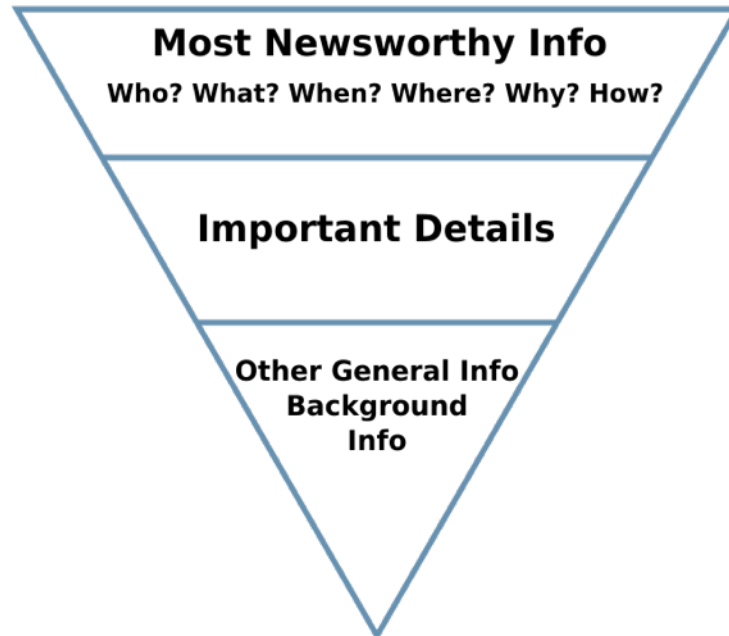 Most Newsworthy Info
Who? What? When? Where? Why? How?
Important Details
Other General Info
Background
Info